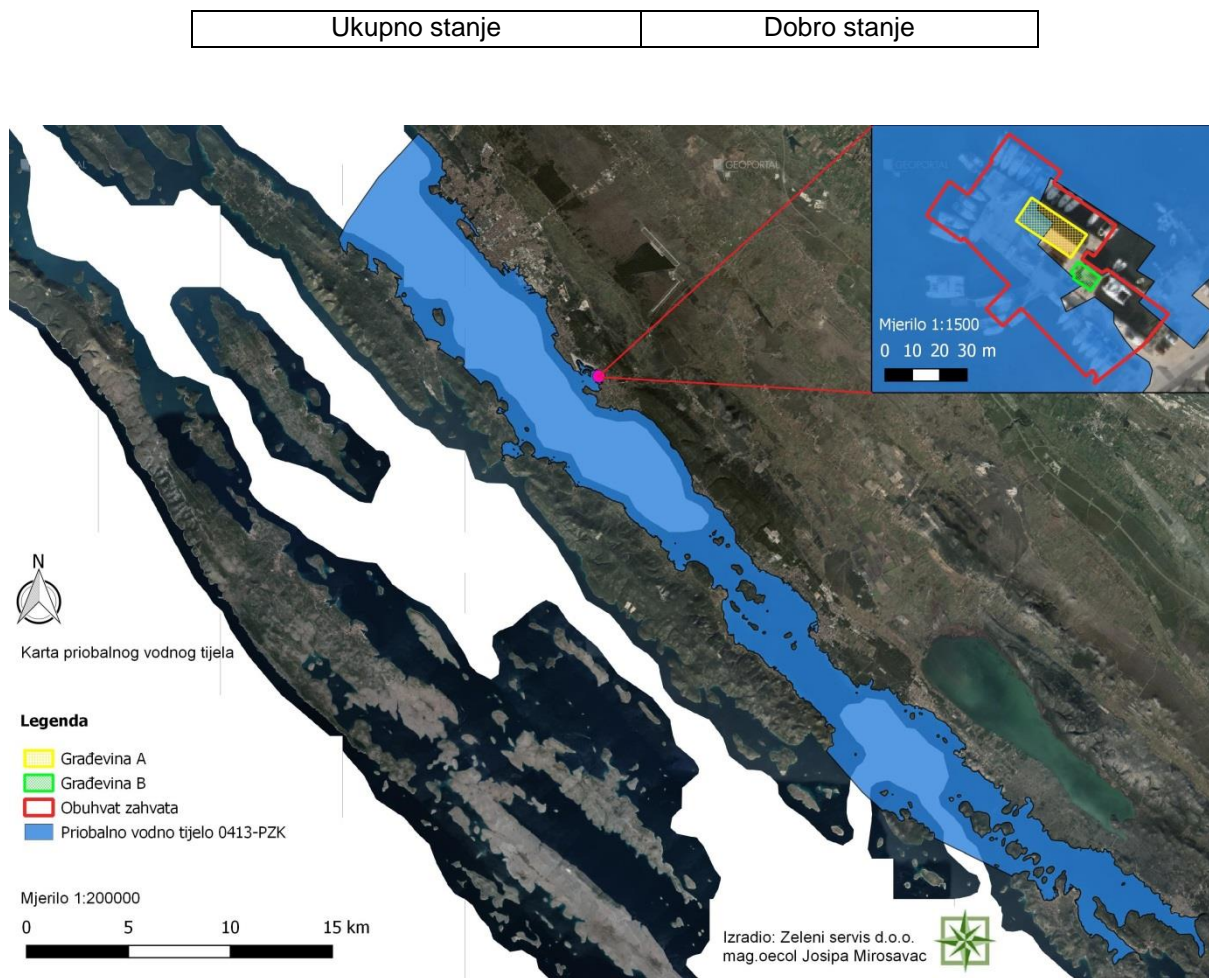 Ukupno stanje Dobro stanje
GEOPORTAL
GEOPORTAL
Mjerilo 1:1500
0 10 20 30 m
N
Karta priobalnog vodnog tijela
Legenda
Građevina A
Građevina B
Obuhvat zahvata
Priobalno vodno tijelo 0413-PZK
Mjerilo 1:200000
0 5 10 15 km
Izradio: Zeleni servis d.o.o.
mag.oecol Josipa Mirosavac